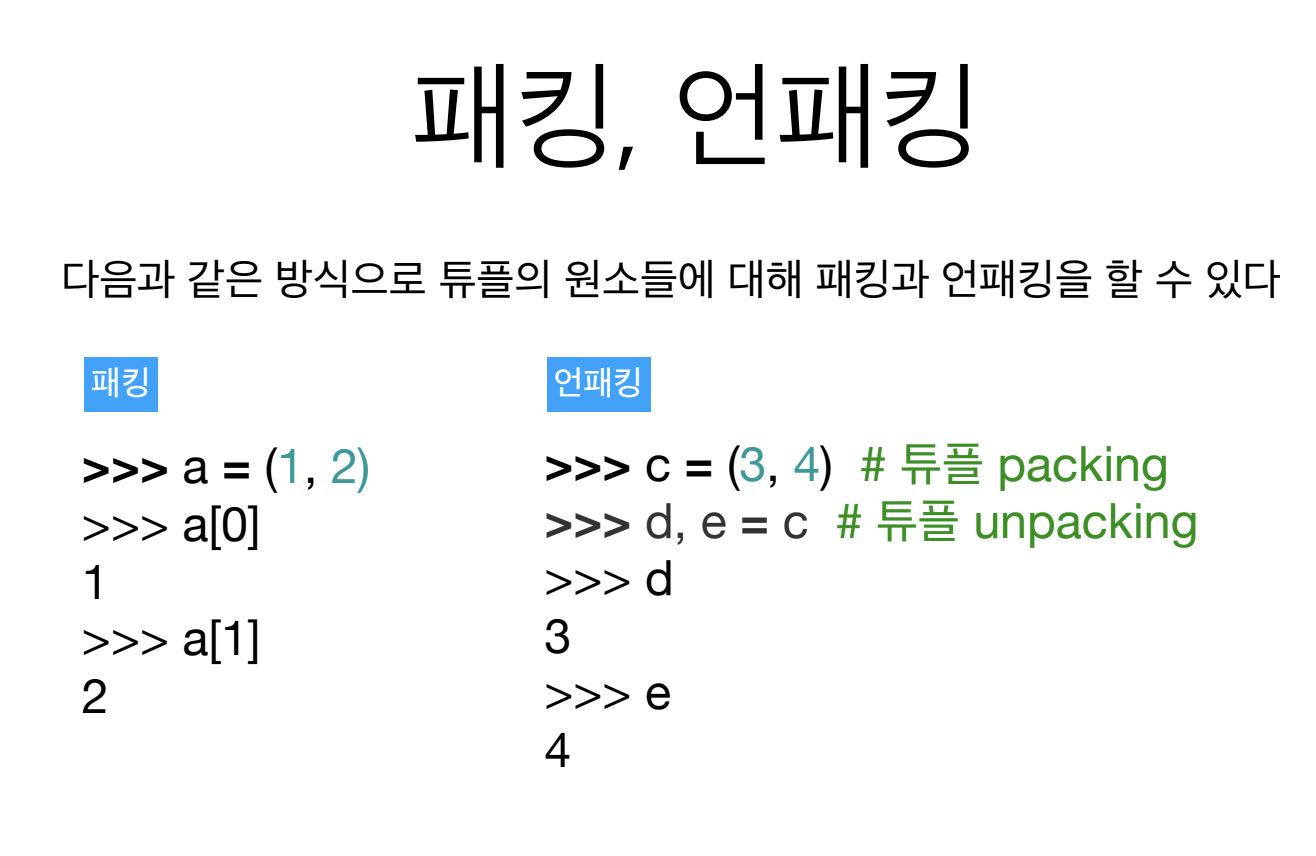 패킹, 언패킹
다음과 같은 방식으로 튜플의 원소들에 대해 패킹과 언패킹을 할 수 있다
패킹
>>> a = (1, 2)
>>> a[0]
1
>>> a[1]
2
언패킹
>>> c = (3, 4)  # 튜플 packing
>>> d, e = c  # 튜플 unpacking
>>> d
3
>>> e
4